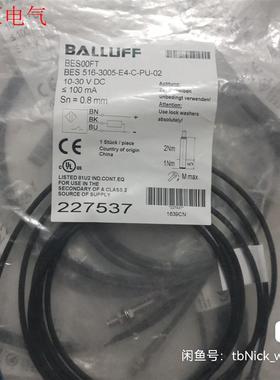 电气
BALLUFF
BES00FT
BES 516-3005-E4-C-PU-02
10-30 V DC
≤ 100 mA
Sn = 0.8 mm
BN
BK
BU
Achtung:
Unbedingt
Attention:
Use lock washers
1 Stück / piece
Country of origin
China
2Nm
1Nm
M max
LISTED 81U2 IND.CONT.EQ
FOR USE IN THE
SECONDARY OF A CLASS 2
SOURCE OF SUPPLY
227537
1639CN
闲鱼号：tbNick_w